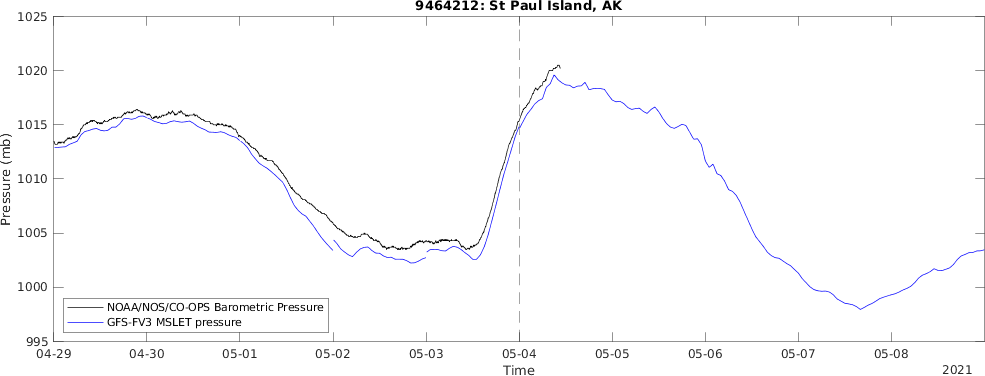 9464212: St Paul Island, AK
1025
1020
1015
1010
1005
1000
995
Pressure (mb)
NOAA/NOS/CO-OPS Barometric Pressure
GFS-FV3 MSLET pressure
04-29 04-30 05-01 05-02 05-03 05-04 05-05 05-06 05-07 05-08
Time
2021